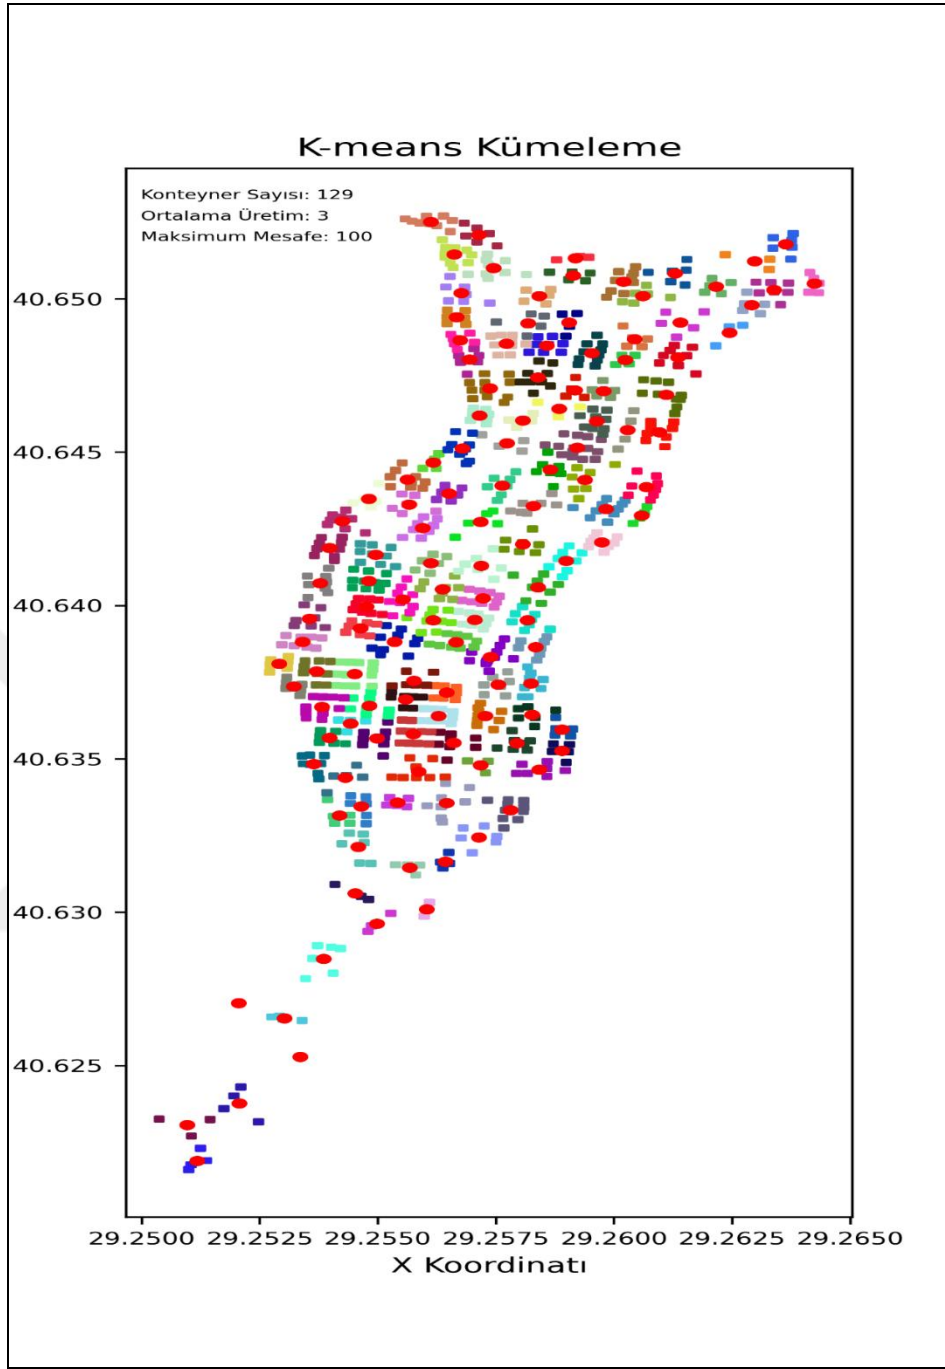 K-means Kümeleme
Konteyner Sayısı: 129
Ortalama Üretim: 3
Maksimum Mesafe: 100
40.650
40.645
40.640
40.635
40.630
40.625
29.2500 29.2525 29.2550 29.2575 29.2600 29.2625 29.2650
X Koordinatı